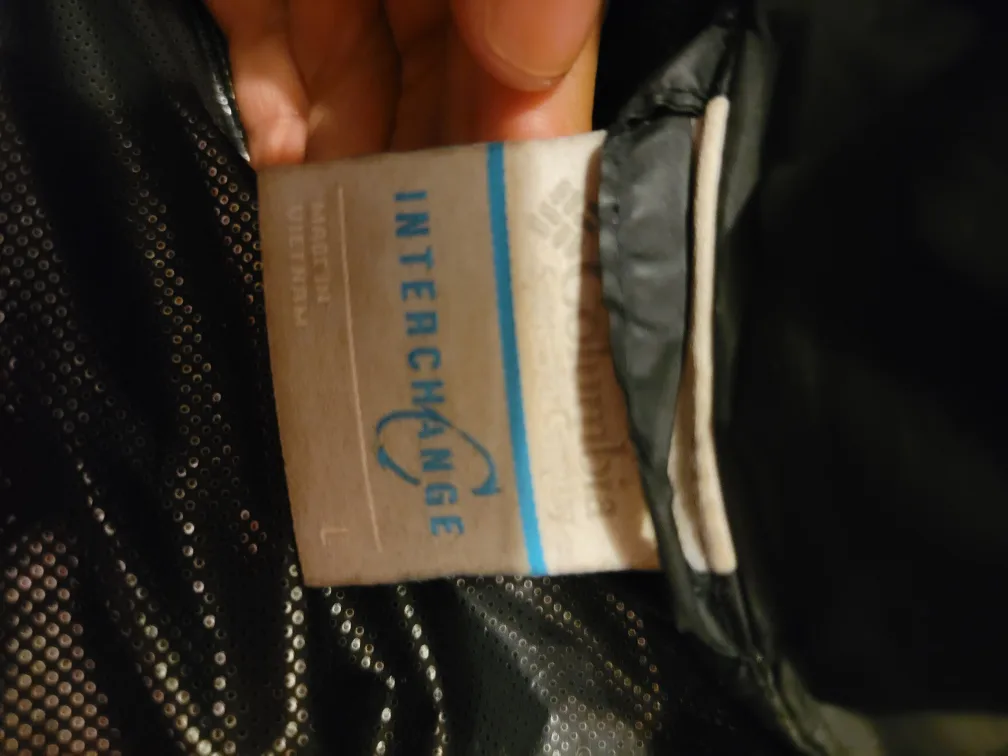 Columbia
INTERCHANGE
MADE IN
VIETNAM
L